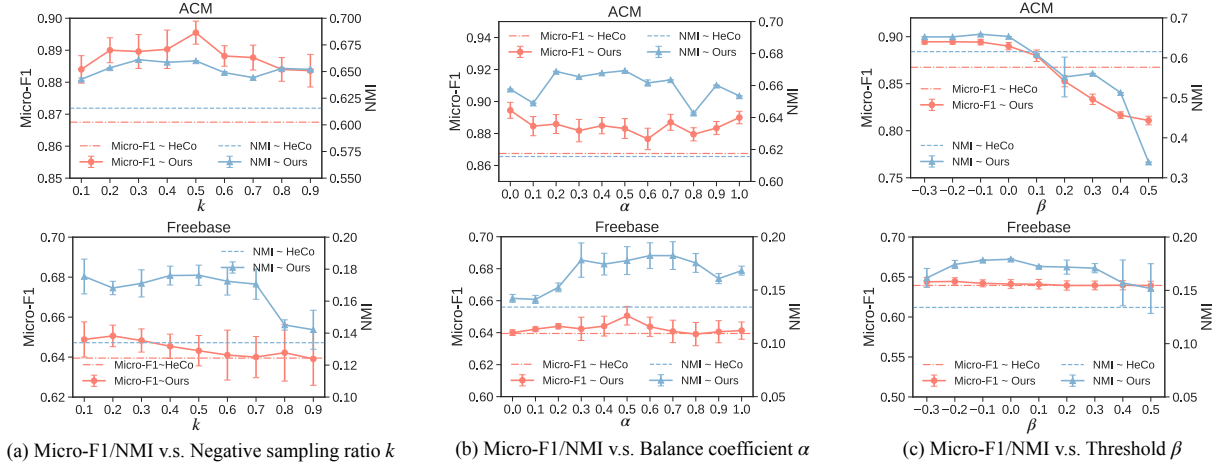 ACM
0.90
0.89
0.88
0.87
0.86
0.85
Micro-F1
0.700
0.675
0.650
0.625
0.600
0.575
0.550
NMI
Micro-F1 ~ HeCo
Micro-F1 ~ Ours
NMI ~ HeCo
NMI ~ Ours
0.1 0.2 0.3 0.4 0.5 0.6 0.7 0.8 0.9
k
ACM
0.94
0.92
0.90
0.88
0.86
Micro-F1
0.70
0.68
0.66
0.64
0.62
0.60
NMI
Micro-F1 ~ HeCo
Micro-F1 ~ Ours
NMI ~ HeCo
NMI ~ Ours
0.0 0.1 0.2 0.3 0.4 0.5 0.6 0.7 0.8 0.9 1.0
α
ACM
0.90
0.85
0.80
0.75
Micro-F1
0.7
0.6
0.5
0.4
0.3
NMI
Micro-F1 ~ HeCo
Micro-F1 ~ Ours
NMI ~ HeCo
NMI ~ Ours
−0.3 −0.2 −0.1 0.0 0.1 0.2 0.3 0.4 0.5
β
Freebase
0.70
0.68
0.66
0.64
0.62
Micro-F1
0.20
0.18
0.16
0.14
0.12
0.10
NMI
NMI ~ HeCo
NMI ~ Ours
Micro-F1~HeCo
Micro-F1~Ours
0.1 0.2 0.3 0.4 0.5 0.6 0.7 0.8 0.9
k
Freebase
0.70
0.68
0.66
0.64
0.62
0.60
Micro-F1
0.20
0.15
0.10
0.05
NMI
Micro-F1 ~ HeCo
Micro-F1 ~ Ours
NMI ~ HeCo
NMI ~ Ours
0.0 0.1 0.2 0.3 0.4 0.5 0.6 0.7 0.8 0.9 1.0
α
Freebase
0.70
0.65
0.60
0.55
0.50
Micro-F1
0.20
0.15
0.10
0.05
NMI
Micro-F1 ~ HeCo
Micro-F1 ~ Ours
NMI ~ HeCo
NMI ~ Ours
−0.3 −0.2 −0.1 0.0 0.1 0.2 0.3 0.4 0.5
β
(a) Micro-F1/NMI v.s. Negative sampling ratio k
(b) Micro-F1/NMI v.s. Balance coefficient α
(c) Micro-F1/NMI v.s. Threshold β